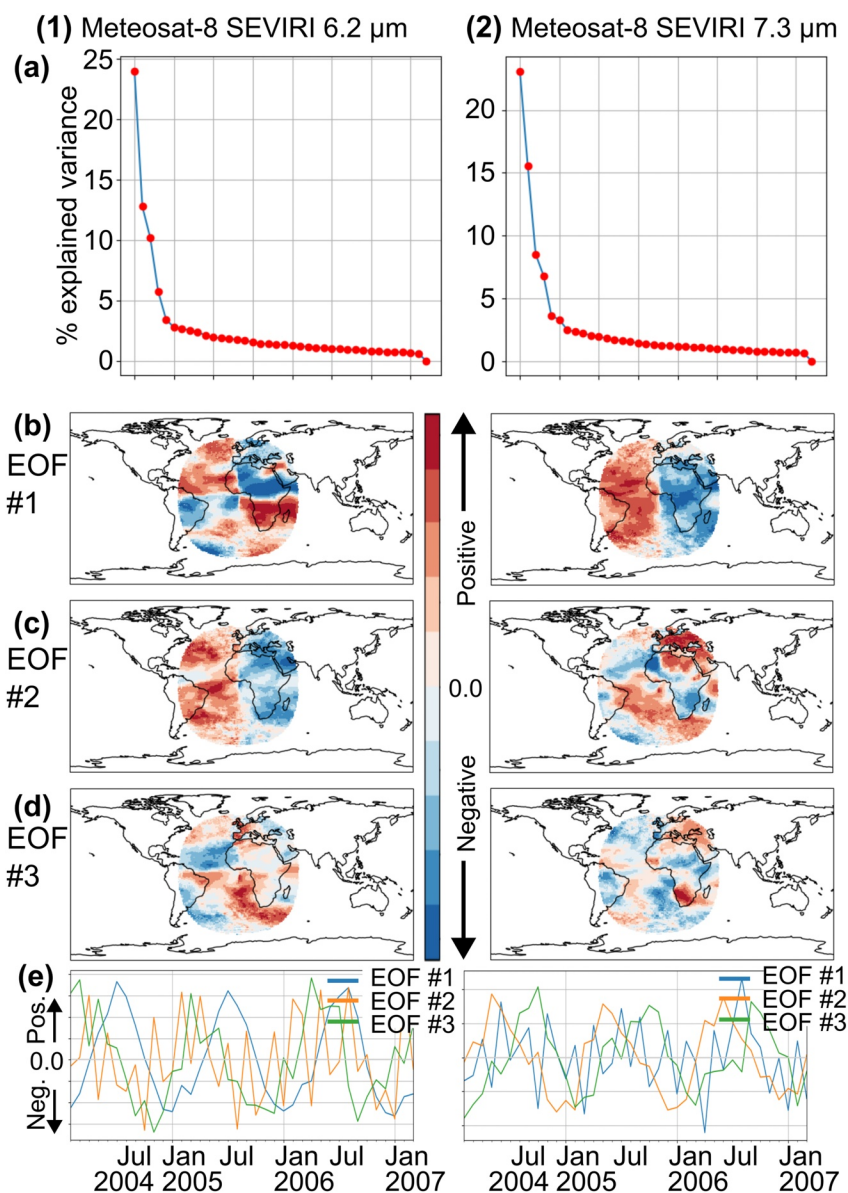 (1) Meteosat-8 SEVIRI 6.2 µm
(2) Meteosat-8 SEVIRI 7.3 µm
(a)
% explained variance
25
20
15
10
5
0
20
15
10
5
0
(b)
EOF
#1
(c)
EOF
#2
(d)
EOF
#3
Positive
0.0
Negative
(e)
Pos.
0.0
Neg.
EOF #1
EOF #2
EOF #3
EOF #1
EOF #2
EOF #3
Jul Jan Jul Jan Jul Jan
2004 2005 2006 2007
Jul Jan Jul Jan Jul Jan
2004 2005 2006 2007